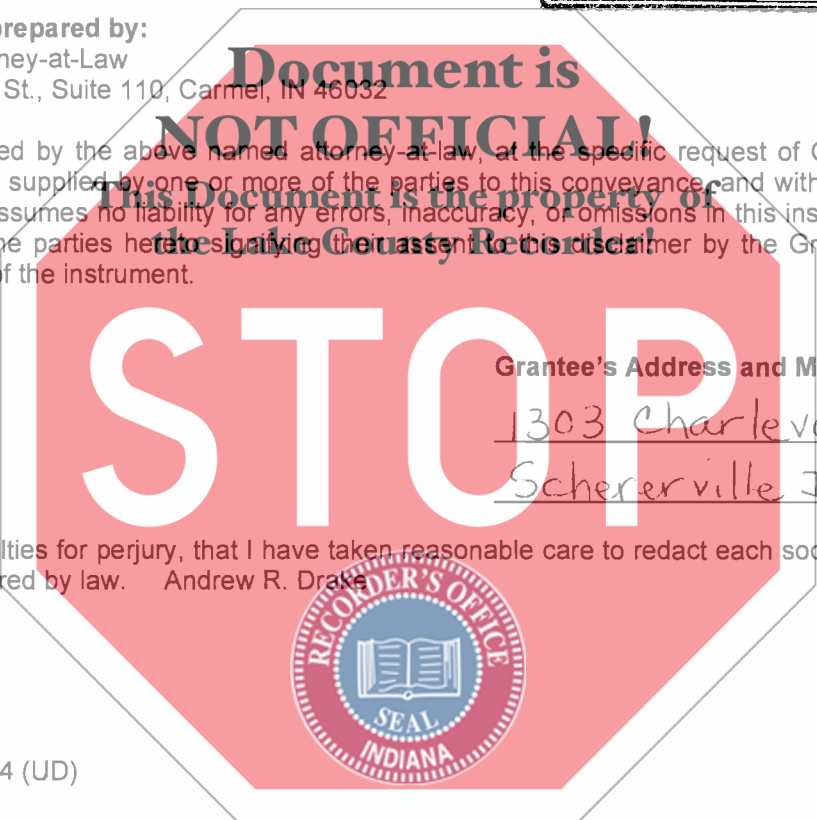 repared by:
ney-at-Law
St., Suite 110, Carmel, IN 46032
Document is
NOT OFFICIAL!
This Document is the property of
the Lake County Recorder!
ed by the above named attorney-at-law, at the specific request of
supplied by one or more of the parties to this conveyance, and with
ssumes no liability for any errors, inaccuracy, or omissions in this ins
e parties hereto signifying their assent to this disclaimer by the Gr
f the instrument.
STOP
Grantee's Address and M
1303 Charlev
Schererville I
lties for perjury, that I have taken reasonable care to redact each soc
red by law. Andrew R. Drake
RECORDER'S OFFICE
SEAL
INDIANA
4 (UD)